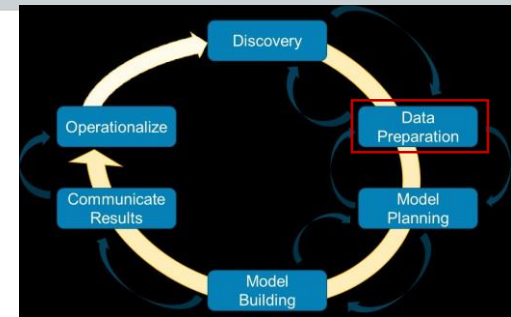 Discovery
Data
Preparation
Model
Planning
Model
Building
Communicate
Results
Operationalize